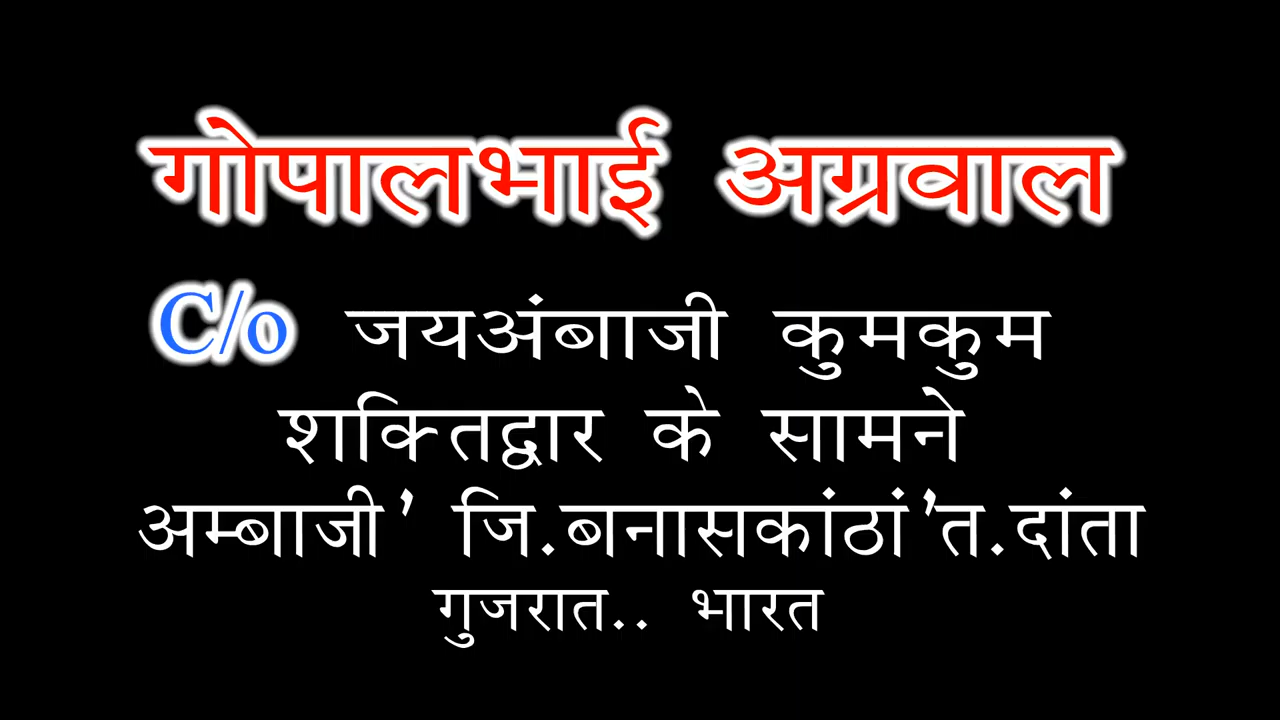 गोपालभाई अग्रवाल
C/o जयअंबाजी कुमकुम
शक्तिद्वार के सामने
अम्बाजी' जि.बनासकांठां'त.दांता
गुजरात.. भारत